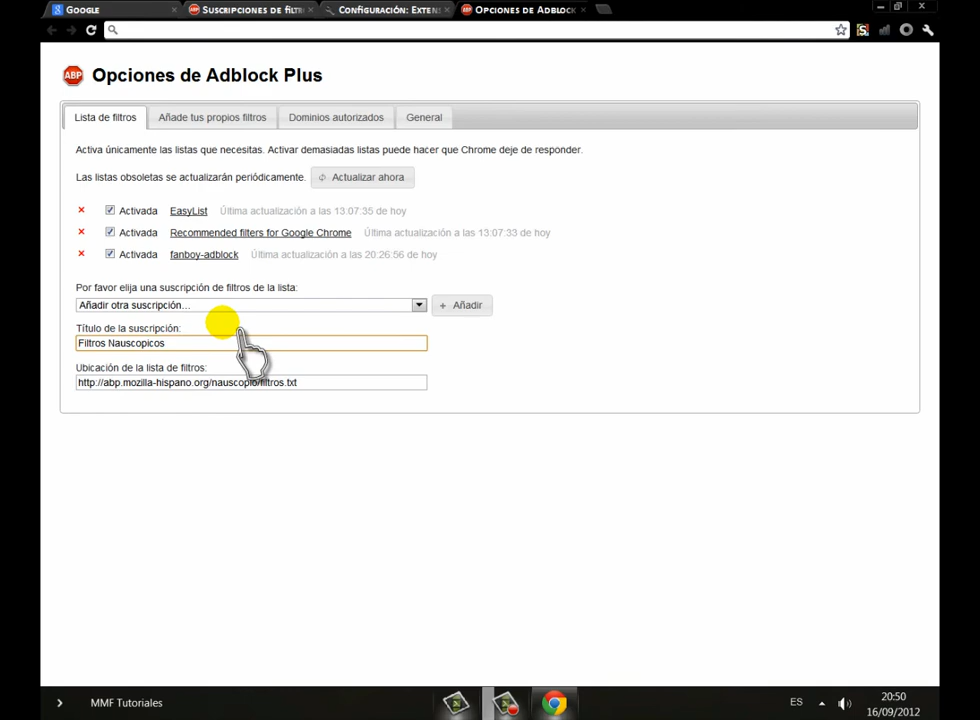 GOOGLE
SUSCRIPCIONES DE FILTR
CONFIGURACIÓN: EXTENS
OPCIONES DE ADBLOCK
ABP Opciones de Adblock Plus
Lista de filtros Añade tus propios filtros Dominios autorizados General
Activa únicamente las listas que necesitas. Activar demasiadas listas puede hacer que Chrome deje de responder.
Las listas obsoletas se actualizarán periódicamente. Actualizar ahora
Activada EasyList Última actualización a las 13:07:35 de hoy
Activada Recommended filters for Google Chrome Última actualización a las 13:07:33 de hoy
Activada fanboy-adblock Última actualización a las 20:26:56 de hoy
Por favor elija una suscripción de filtros de la lista:
Añadir otra suscripción... + Añadir
Título de la suscripción:
Filtros Nauscopicos
Ubicación de la lista de filtros:
http://abp.mozilla-hispano.org/nauscopio/filtros.txt
MMF Tutoriales
ES
20:50
16/09/2012